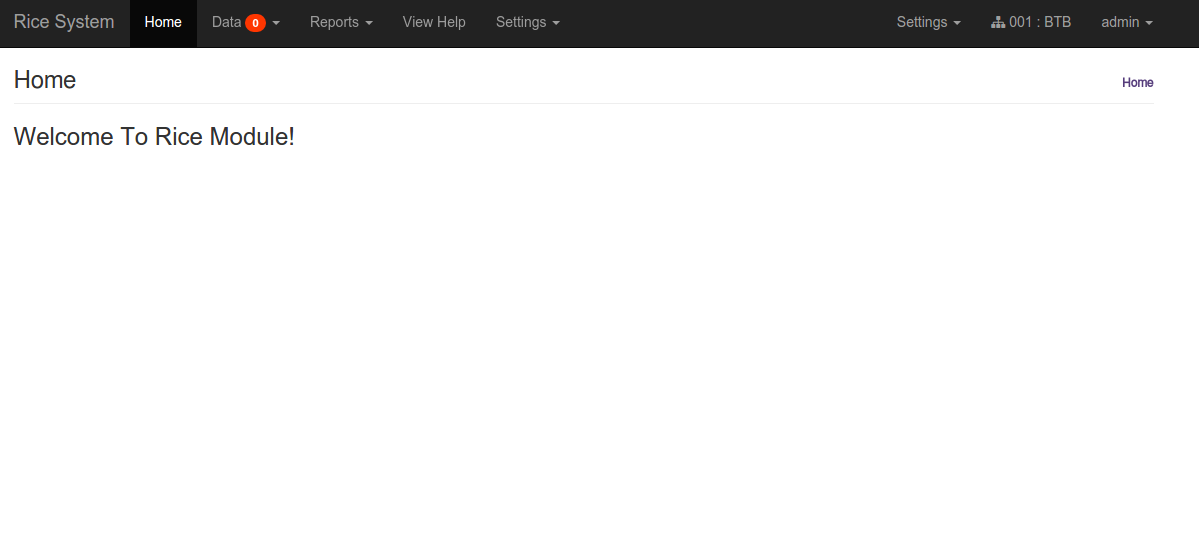 Rice System Home Data 0 Reports View Help Settings Settings 001 : BTB admin
Home Home
Welcome To Rice Module!